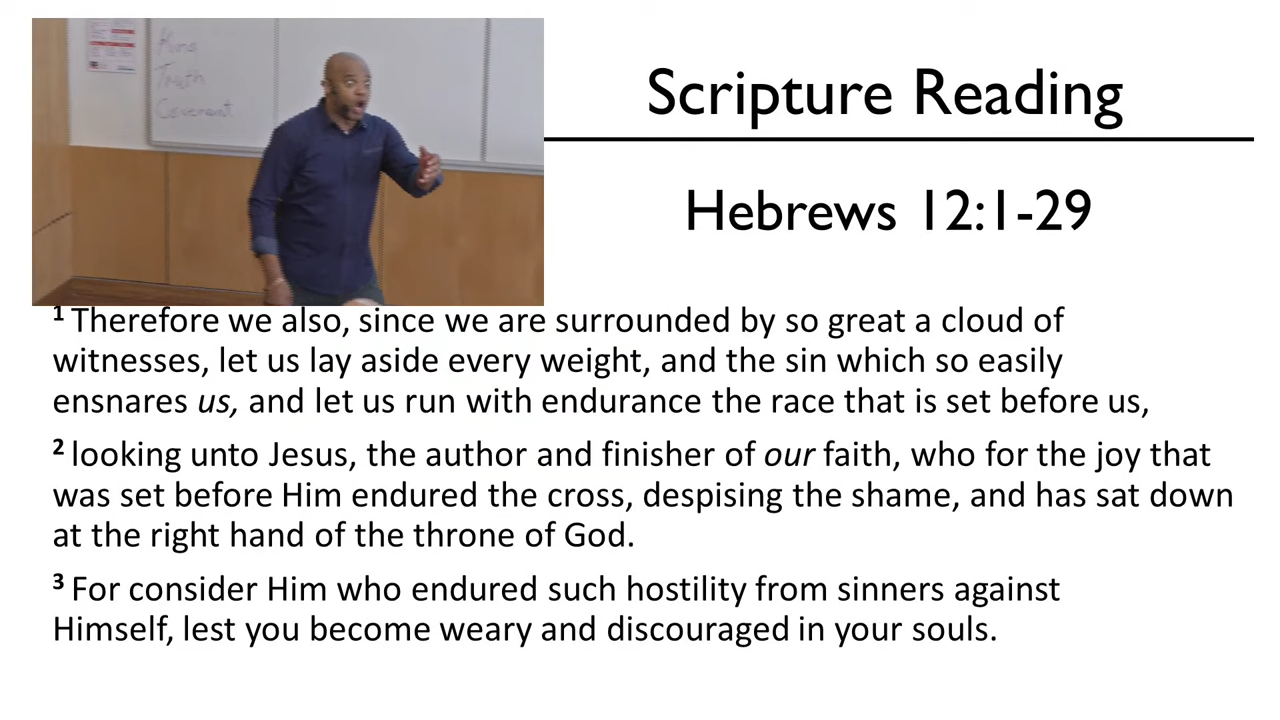 King
Truth
Covenant
Scripture Reading
Hebrews 12:1-29
1 Therefore we also, since we are surrounded by so great a cloud of
witnesses, let us lay aside every weight, and the sin which so easily
ensnares us, and let us run with endurance the race that is set before us,
2 looking unto Jesus, the author and finisher of our faith, who for the joy that
was set before Him endured the cross, despising the shame, and has sat down
at the right hand of the throne of God.
3 For consider Him who endured such hostility from sinners against
Himself, lest you become weary and discouraged in your souls.